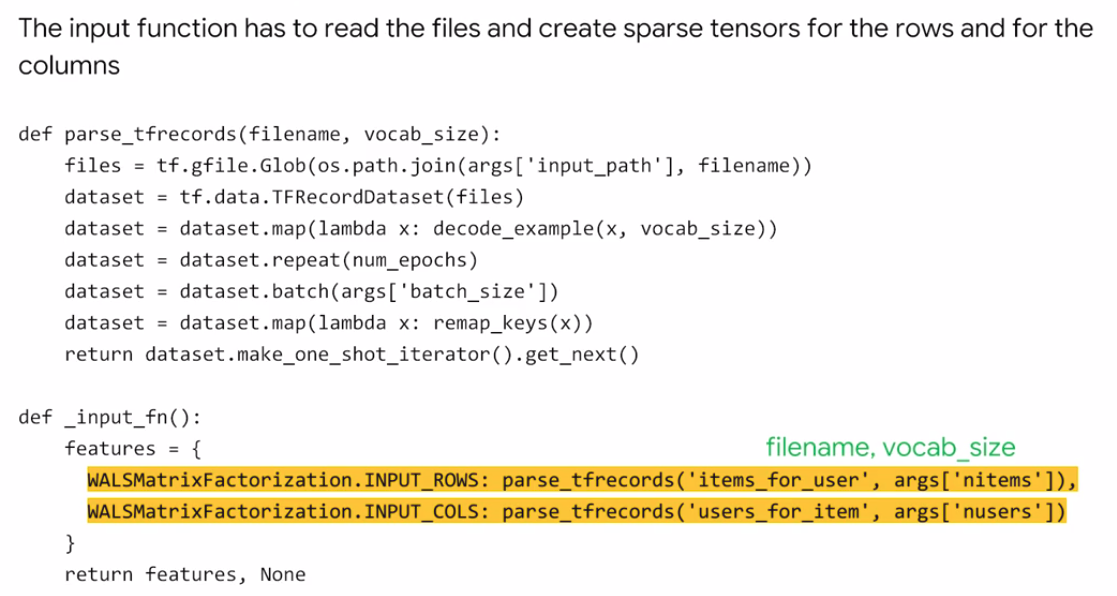 The input function has to read the files and create sparse tensors for the rows and for the
columns
def parse_tfrecords(filename, vocab_size):
    files = tf.gfile.Glob(os.path.join(args['input_path'], filename))
    dataset = tf.data.TFRecordDataset(files)
    dataset = dataset.map(lambda x: decode_example(x, vocab_size))
    dataset = dataset.repeat(num_epochs)
    dataset = dataset.batch(args['batch_size'])
    dataset = dataset.map(lambda x: remap_keys(x))
    return dataset.make_one_shot_iterator().get_next()
def _input_fn():
    features = {
filename, vocab_size
      WALSMatrixFactorization.INPUT_ROWS: parse_tfrecords('items_for_user', args['nitems']),
      WALSMatrixFactorization.INPUT_COLS: parse_tfrecords('users_for_item', args['nusers'])
    }
    return features, None